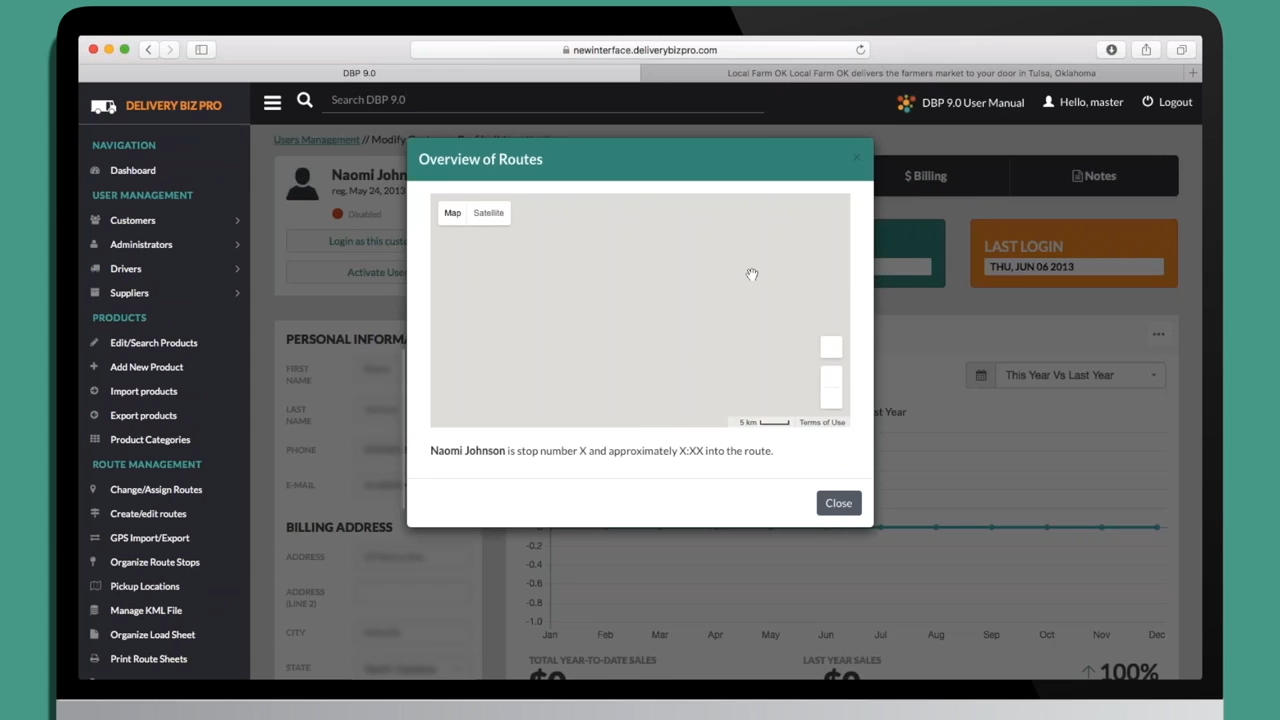 newinterface.deliverybizpro.com
DBP 9.0
Local Farm OK Local Farm OK delivers the farmers market to your door in Tulsa, Oklahoma
DELIVERY BIZ PRO
Search DBP 9.0
DBP 9.0 User Manual
Hello, master
Logout
NAVIGATION
Dashboard
USER MANAGEMENT
Customers
Administrators
Drivers
Suppliers
PRODUCTS
Edit/Search Products
Add New Product
Import products
Export products
Product Categories
ROUTE MANAGEMENT
Change/Assign Routes
Create/edit routes
GPS Import/Export
Organize Route Stops
Pickup Locations
Manage KML File
Organize Load Sheet
Print Route Sheets
Users Management // Modify
Naomi John
reg. May 24, 2013
Disabled
Login as this custo
Activate Use
$ Billing
Notes
LAST LOGIN
THU, JUN 06 2013
Overview of Routes
×
Map
Satellite
5 km
Terms of Use
Naomi Johnson is stop number X and approximately X:XX into the route.
Close
PERSONAL INFORMA
FIRST
NAME
LAST
NAME
PHONE
E-MAIL
BILLING ADDRESS
ADDRESS
ADDRESS
(LINE 2)
CITY
STATE
This Year Vs Last Year
st Year
-0.2
-0.4
-0.6
-0.8
-1.0
Jan Feb Mar Apr May Jun Jul Aug Sep Oct Nov Dec
TOTAL YEAR-TO-DATE SALES
$0
LAST YEAR SALES
$0
100%